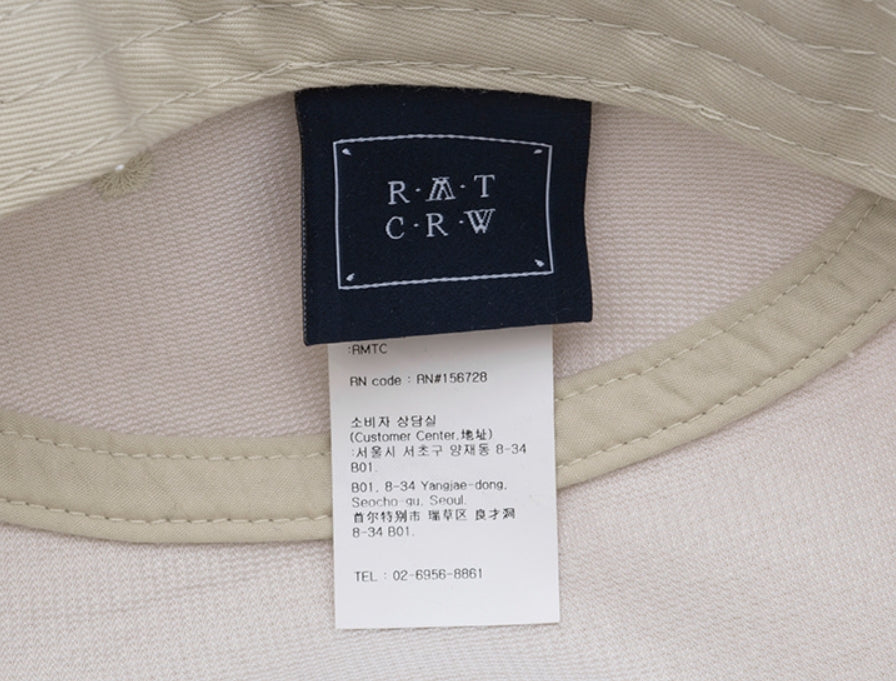 R·M·T
C·R·W
:RMTC
RN code : RN#156728
소비자 상담실
(Customer Center,地址)
:서울시 서초구 양재동 8-34
B01.
B01, 8-34 Yangjae-dong,
Seocho-gu, Seoul.
首尔特别市 瑞草区 良才洞
8-34 B01.
TEL : 02-6956-8861